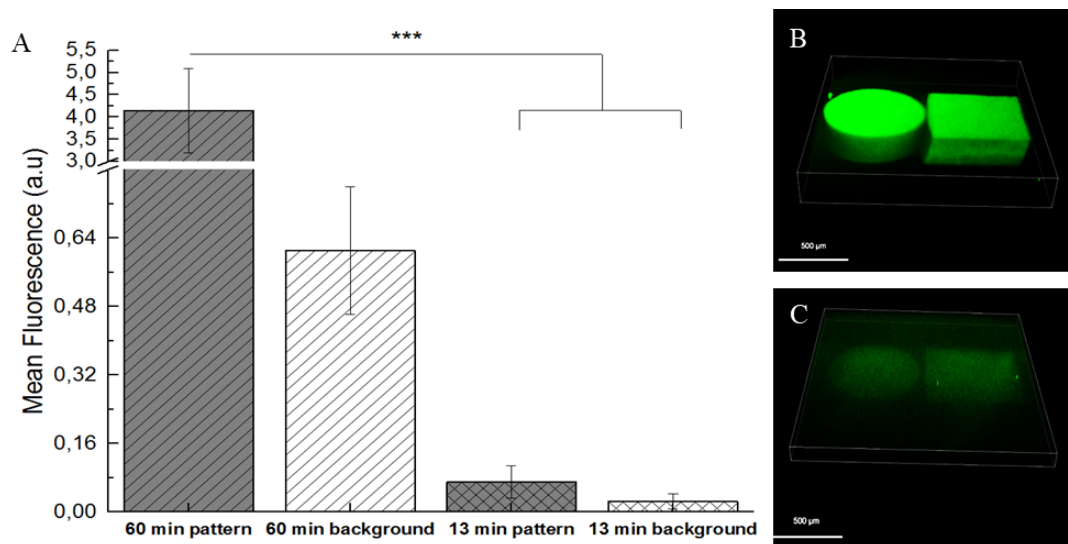 A
***
Mean Fluorescence (a.u)
5,5
5,0
4,5
4,0
3,5
3,0
0,64
0,48
0,32
0,16
0,00
60 min pattern 60 min background 13 min pattern 13 min background
B
500 µm
C
500 µm